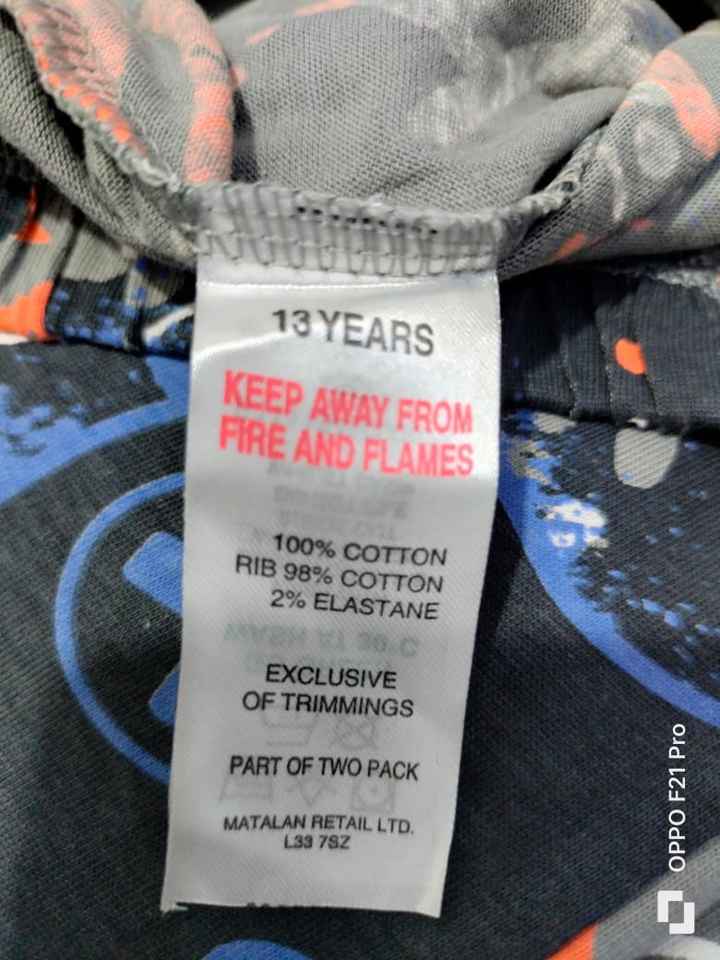 13 YEARS
KEEP AWAY FROM
FIRE AND FLAMES
100% COTTON
RIB 98% COTTON
2% ELASTANE
EXCLUSIVE
OF TRIMMINGS
PART OF TWO PACK
MATALAN RETAIL LTD.
L33 7SZ
OPPO F21 Pro